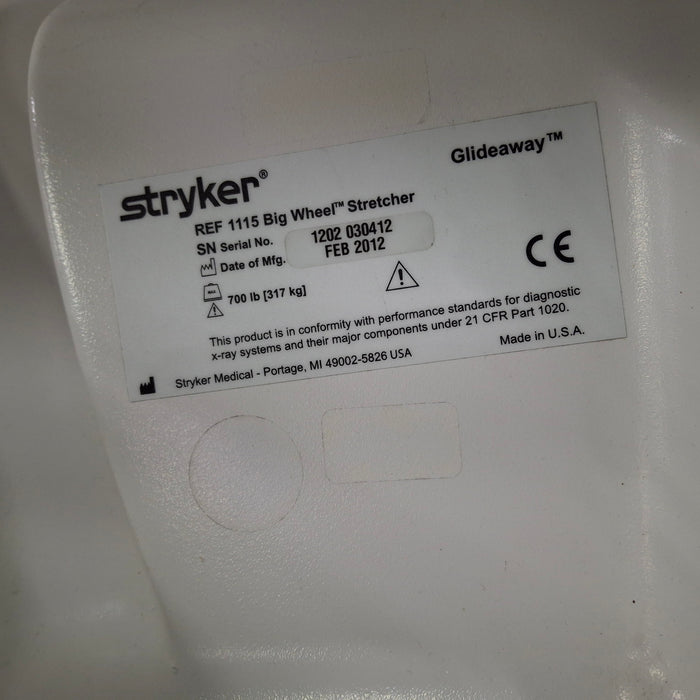 Glideaway™
stryker®
REF 1115 Big Wheel™ Stretcher
SN Serial No. 1202 030412
Date of Mfg. FEB 2012
700 lb [317 kg]
CE
This product is in conformity with performance standards for diagnostic
x-ray systems and their major components under 21 CFR Part 1020.
Made in U.S.A.
Stryker Medical - Portage, MI 49002-5826 USA